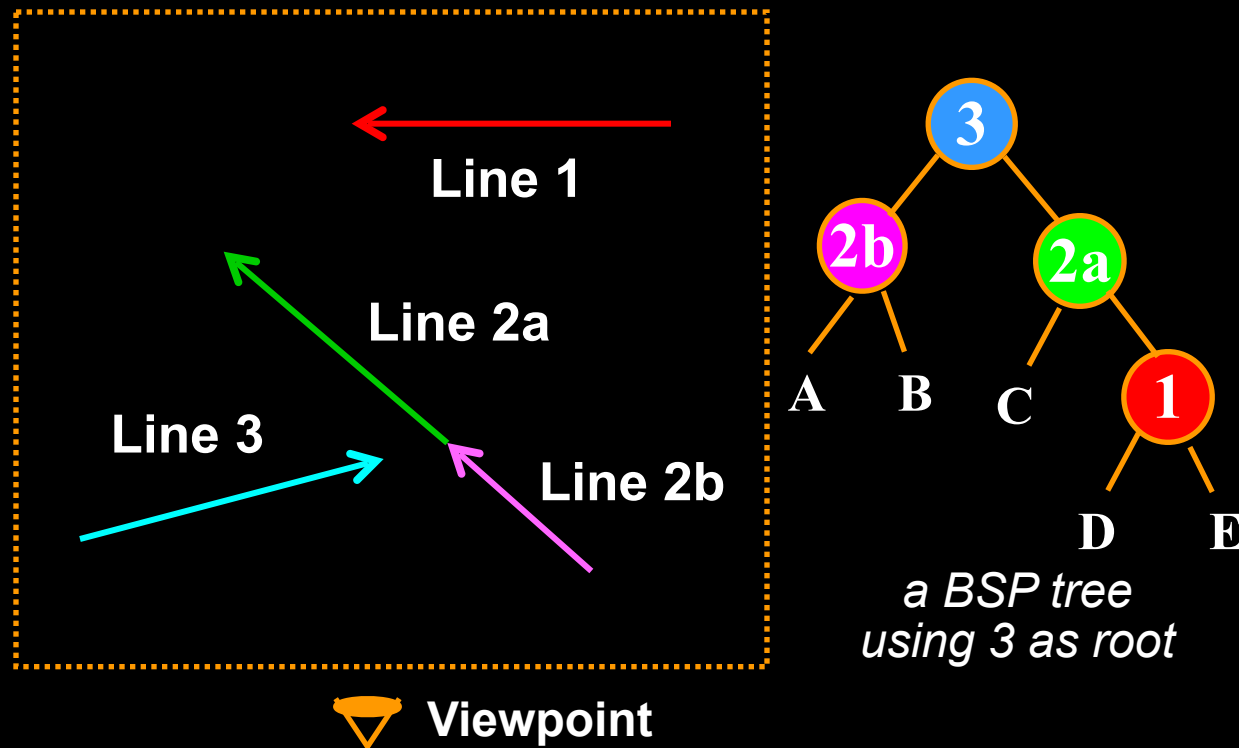 Line 1
Line 2a
Line 3
Line 2b
Viewpoint
3
2b
2a
A
B
C
1
D
E
a BSP tree
using 3 as root